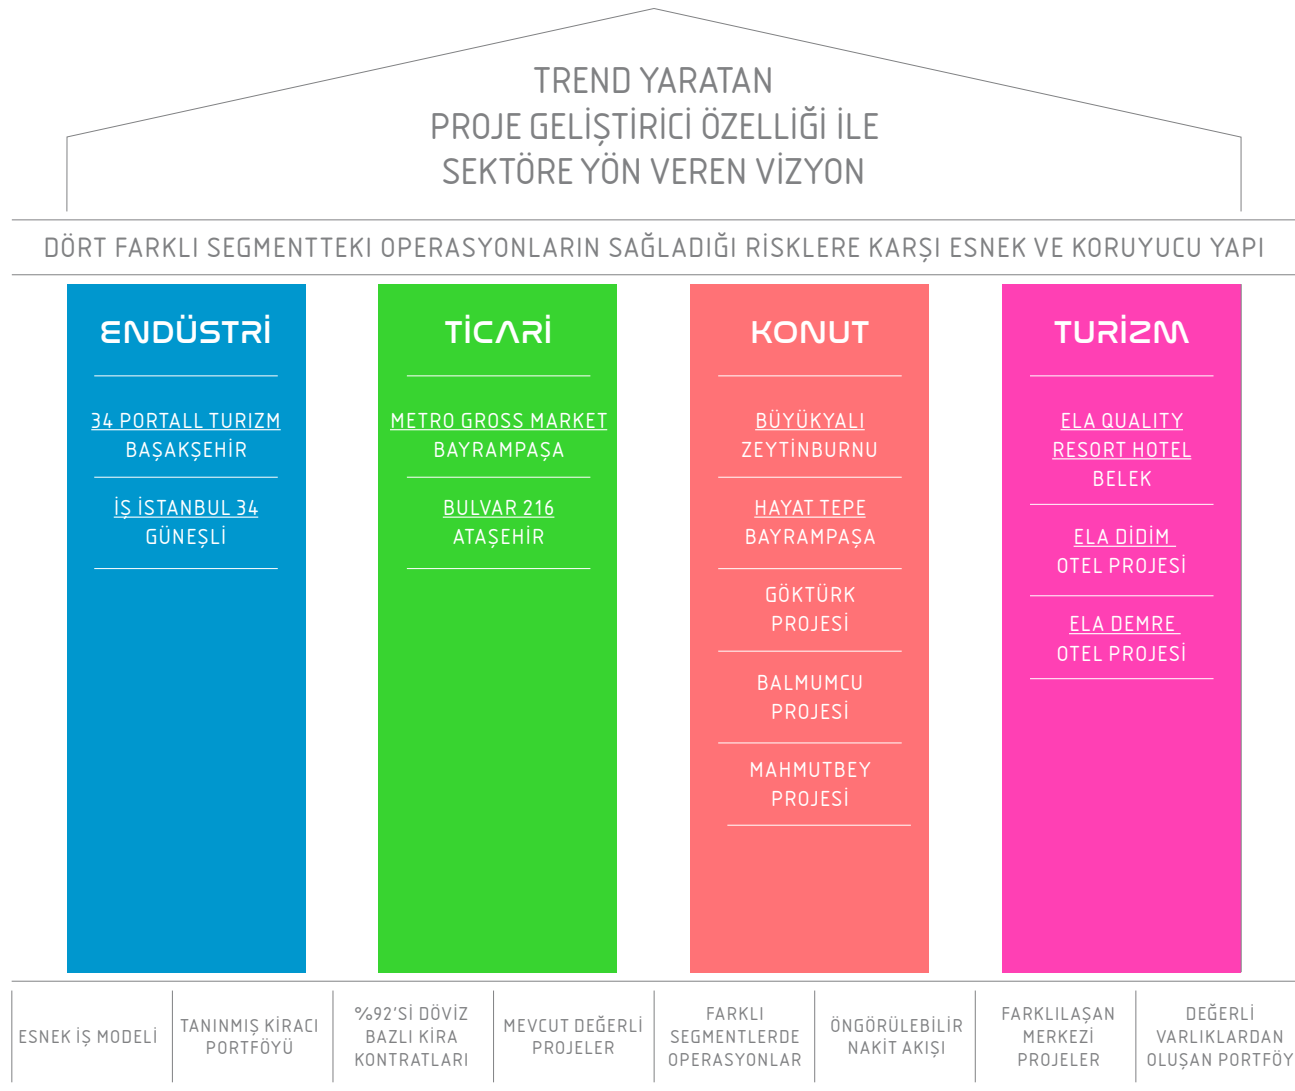 TREND YARATAN
PROJE GELİŞTİRİCİ ÖZELLİĞİ İLE
SEKTÖRE YÖN VEREN VİZYON
DÖRT FARKLI SEGMENTTEKI OPERASYONLARIN SAĞLADIĞI RİSKLERE KARŞI ESNEK VE KORUYUCU YAPI
ENDÜSTRİ
34 PORTALL TURIZM
BAŞAKŞEHİR
İŞ İSTANBUL 34
GÜNEŞLİ
TİCARİ
METRO GROSS MARKET
BAYRAMPAŞA
BULVAR 216
ATAŞEHİR
KONUT
BÜYÜKYALI
ZEYTİNBURNU
HAYAT TEPE
BAYRAMPAŞA
GÖKTÜRK
PROJESİ
BALMUMCU
PROJESİ
MAHMUTBEY
PROJESİ
TURİZM
ELA QUALITY
RESORT HOTEL
BELEK
ELA DİDİM
OTEL PROJESİ
ELA DEMRE
OTEL PROJESİ
ESNEK İŞ MODELİ
TANINMIŞ KİRACI
PORTFÖYÜ
%92'Sİ DÖVİZ
BAZLI KİRA
KONTRATLARI
MEVCUT DEĞERLİ
PROJELER
FARKLI
SEGMENTLERDE
OPERASYONLAR
ÖNGÖRÜLEBİLİR
NAKİT AKIŞI
FARKLILAŞAN
MERKEZİ
PROJELER
DEĞERLİ
VARLIKLARDAN
OLUŞAN PORTFÖY